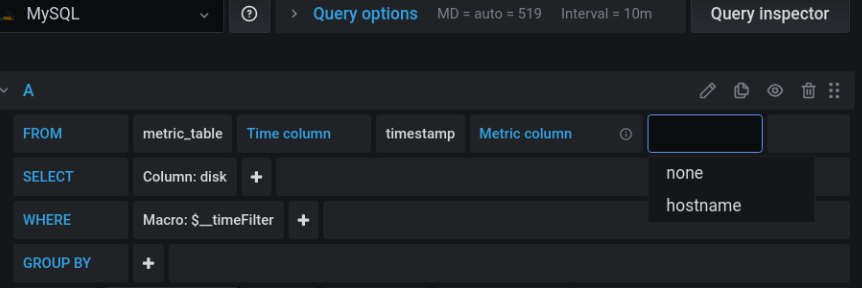 MySQL Query options MD = auto = 519 Interval = 10m Query inspector
A
FROM metric_table Time column timestamp Metric column
none
SELECT Column: disk +
hostname
WHERE Macro: $__timeFilter +
GROUP BY +